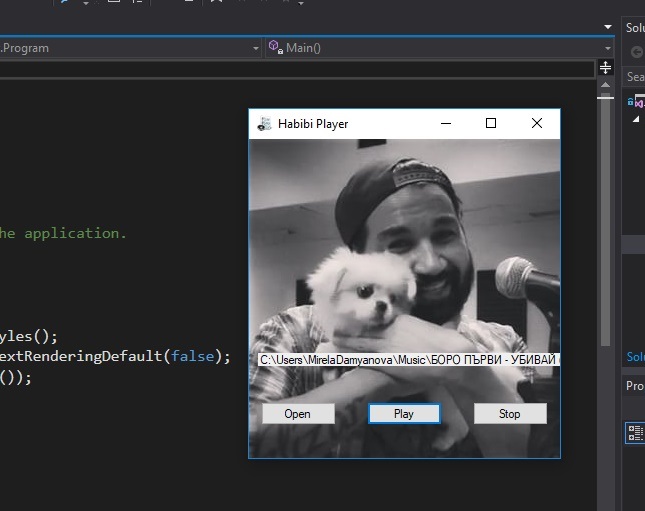 .Program
Main()
Solu
Sea
Habibi Player
he application.
yles();
extRenderingDefault(false);
());
C:\Users\MirelaDamyanova\Music\БОРО ПЪРВИ - УБИВАЙ
Solu
Open
Play
Stop
Pro